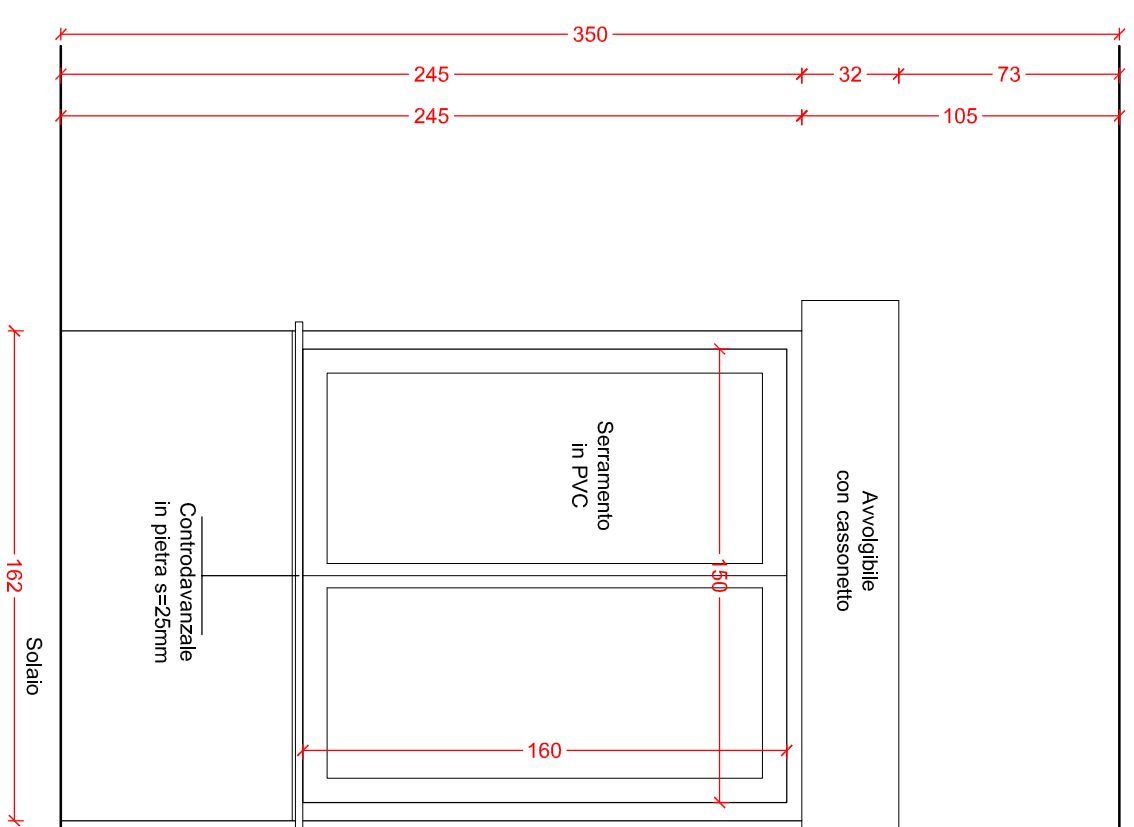 350
245
32
73
245
105
Serramento
in PVC
Avvolgibile
con cassonetto
150
Controdavanzale
in pietra s=25mm
162
Solaio
160